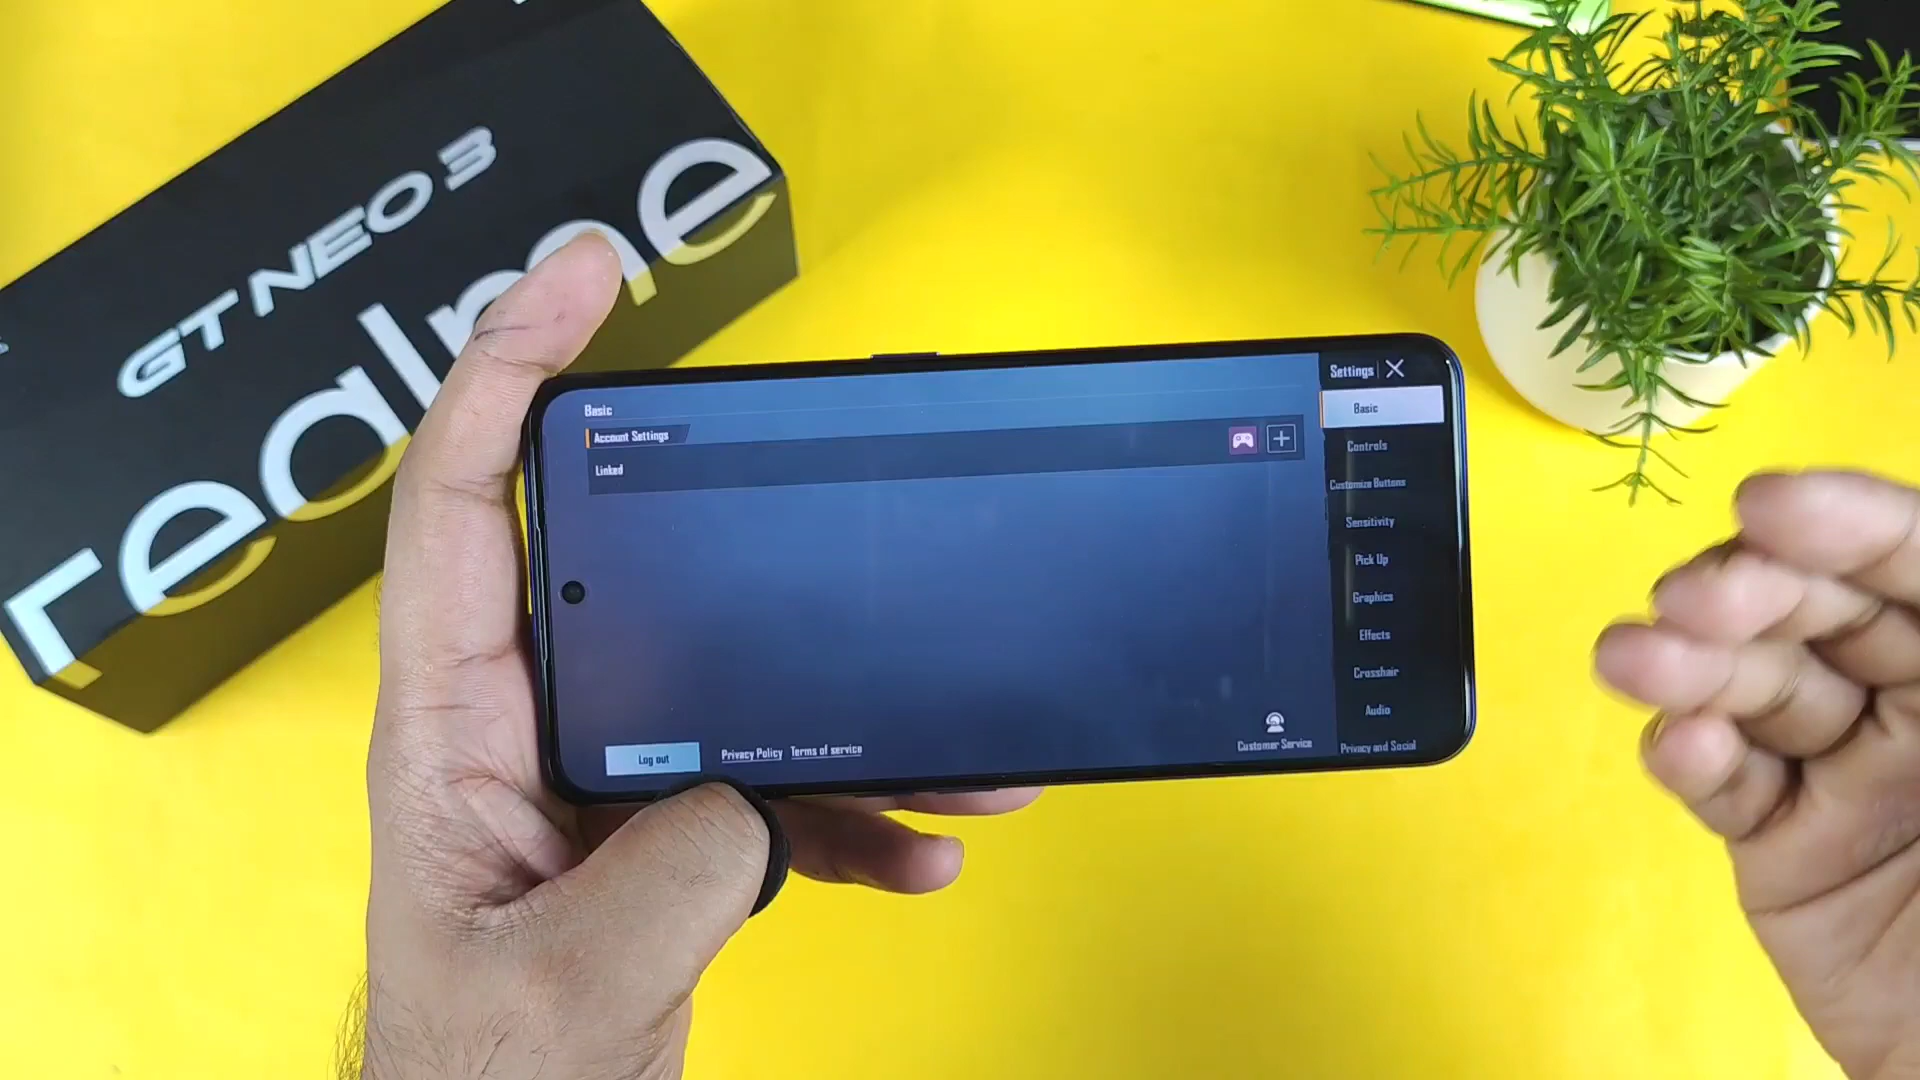 GT NEO 3
realme
Settings
Basic
Basic
Account Settings
Linked
Controls
Customize Buttons
Sensitivity
Pick Up
Graphics
Effects
Crosshair
Audio
Privacy and Social
Log out
Privacy Policy
Terms of service
Customer Service